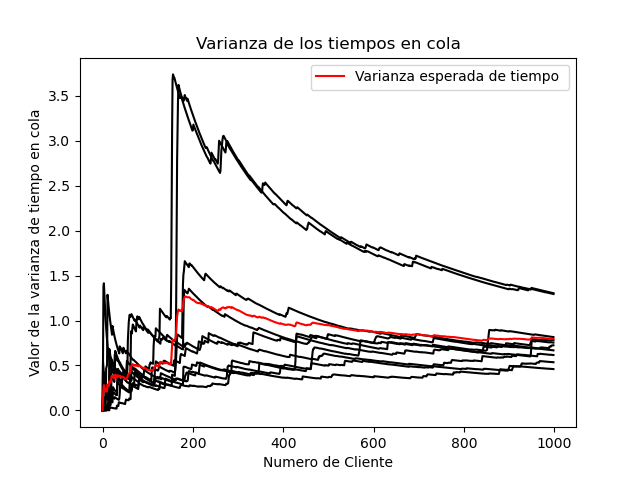 Varianza de los tiempos en cola
Varianza esperada de tiempo
Valor de la varianza de tiempo en cola
3.5
3.0
2.5
2.0
1.5
1.0
0.5
0.0
0 200 400 600 800 1000
Numero de Cliente